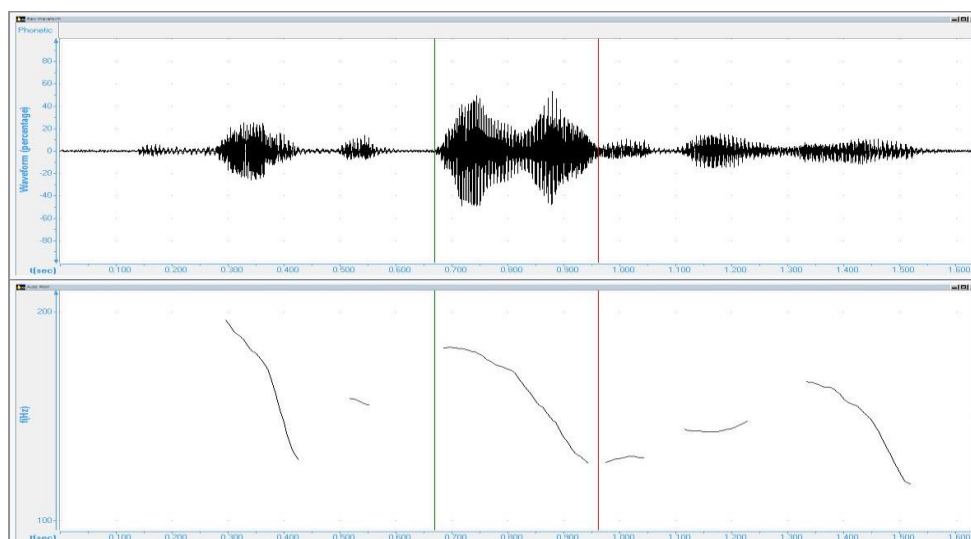 Raw Waveform
Phonetic
80
60
40
20
0
-20
-40
-60
-80
Waveform (percentage)
t(sec) 0.100 0.200 0.300 0.400 0.500 0.600 0.700 0.800 0.900 1.000 1.100 1.200 1.300 1.400 1.500 1.600
Auto Pitch
200
f(Hz)
100
t(sec) 0.100 0.200 0.300 0.400 0.500 0.600 0.700 0.800 0.900 1.000 1.100 1.200 1.300 1.400 1.500 1.600